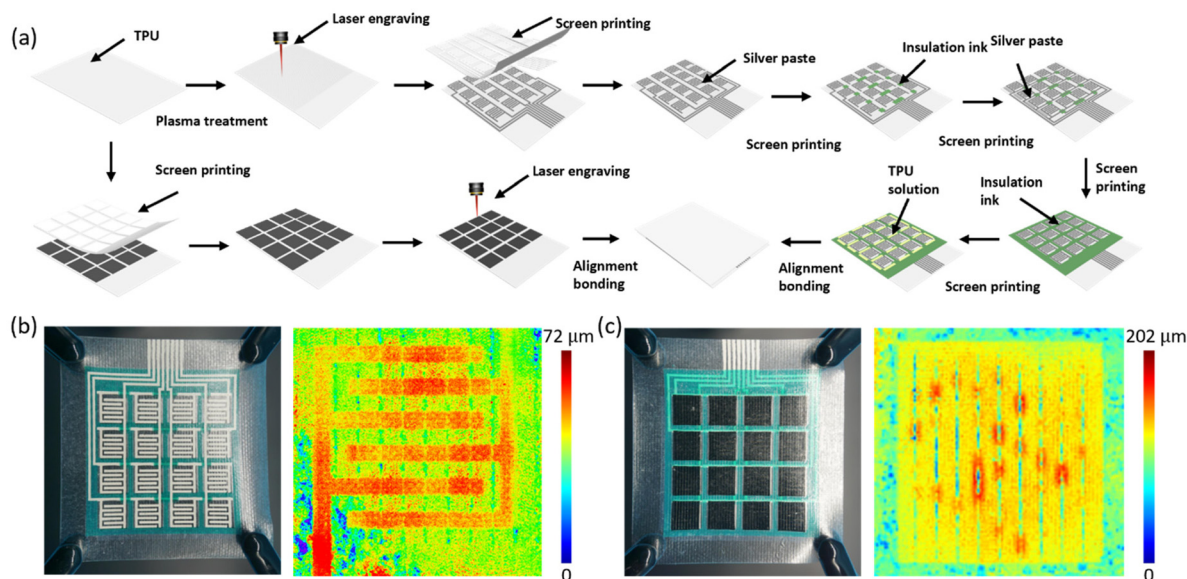 (a)
TPU
Laser engraving
Screen printing
Silver paste
Insulation ink
Silver paste
Plasma treatment
Screen printing
Screen printing
Screen printing
Laser engraving
TPU
solution
Insulation
ink
Screen
printing
Alignment
bonding
Alignment
bonding
Screen printing
(b)
72 μm
0
(c)
202 μm
0